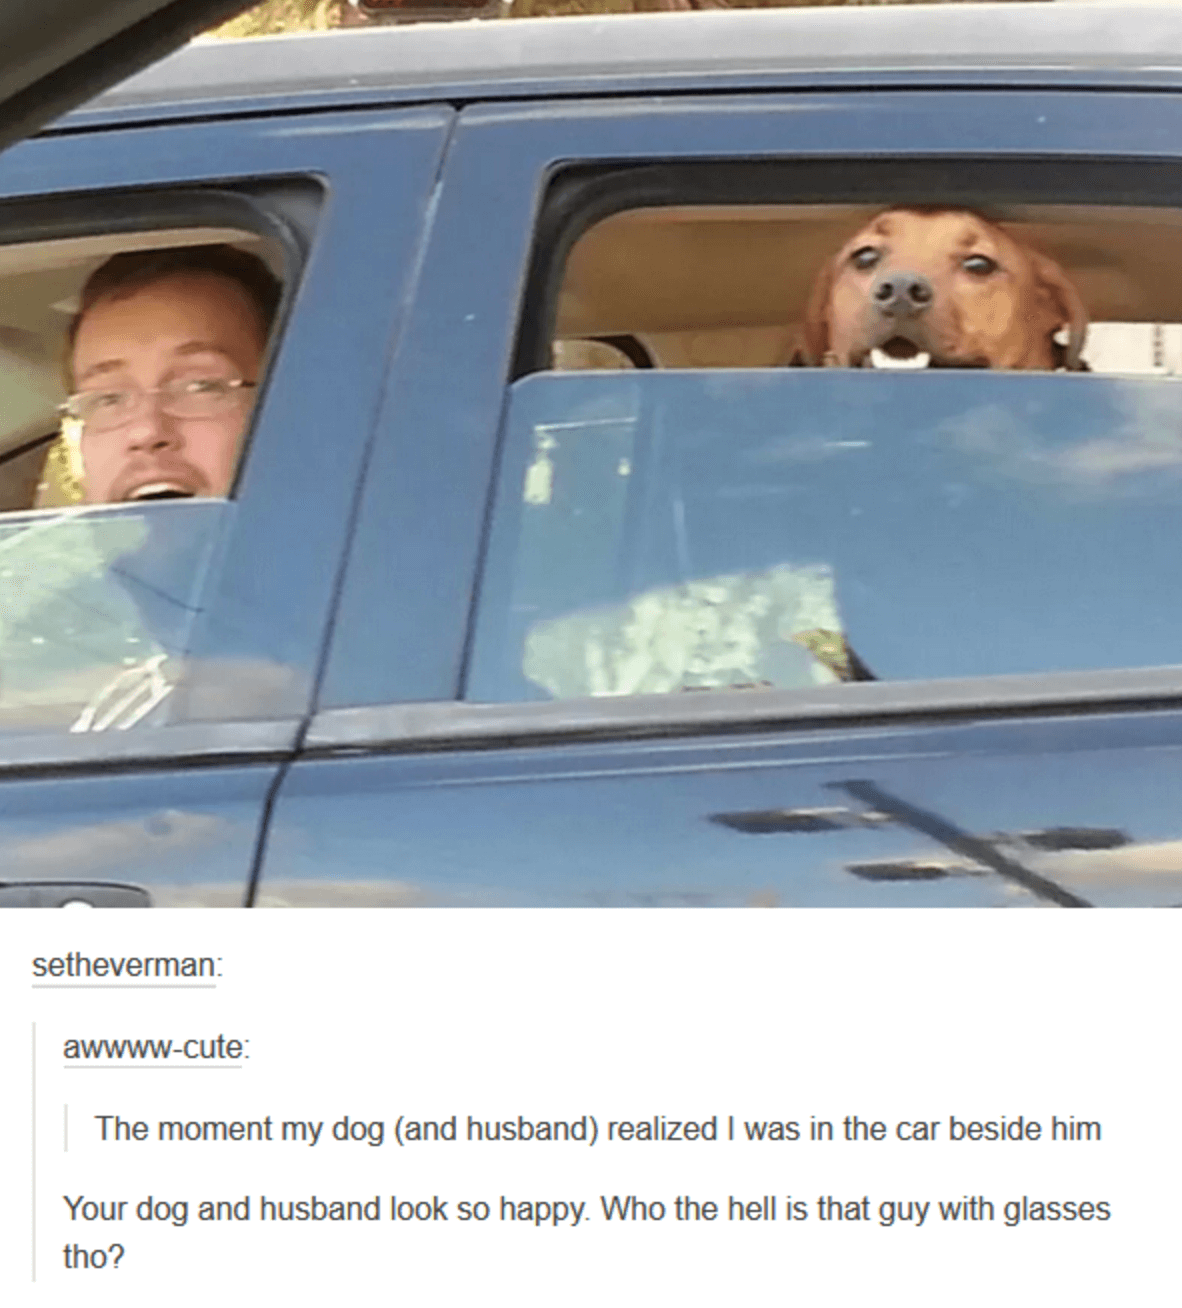 setheverman:
awwww-cute:
The moment my dog (and husband) realized I was in the car beside him
Your dog and husband look so happy. Who the hell is that guy with glasses
tho?